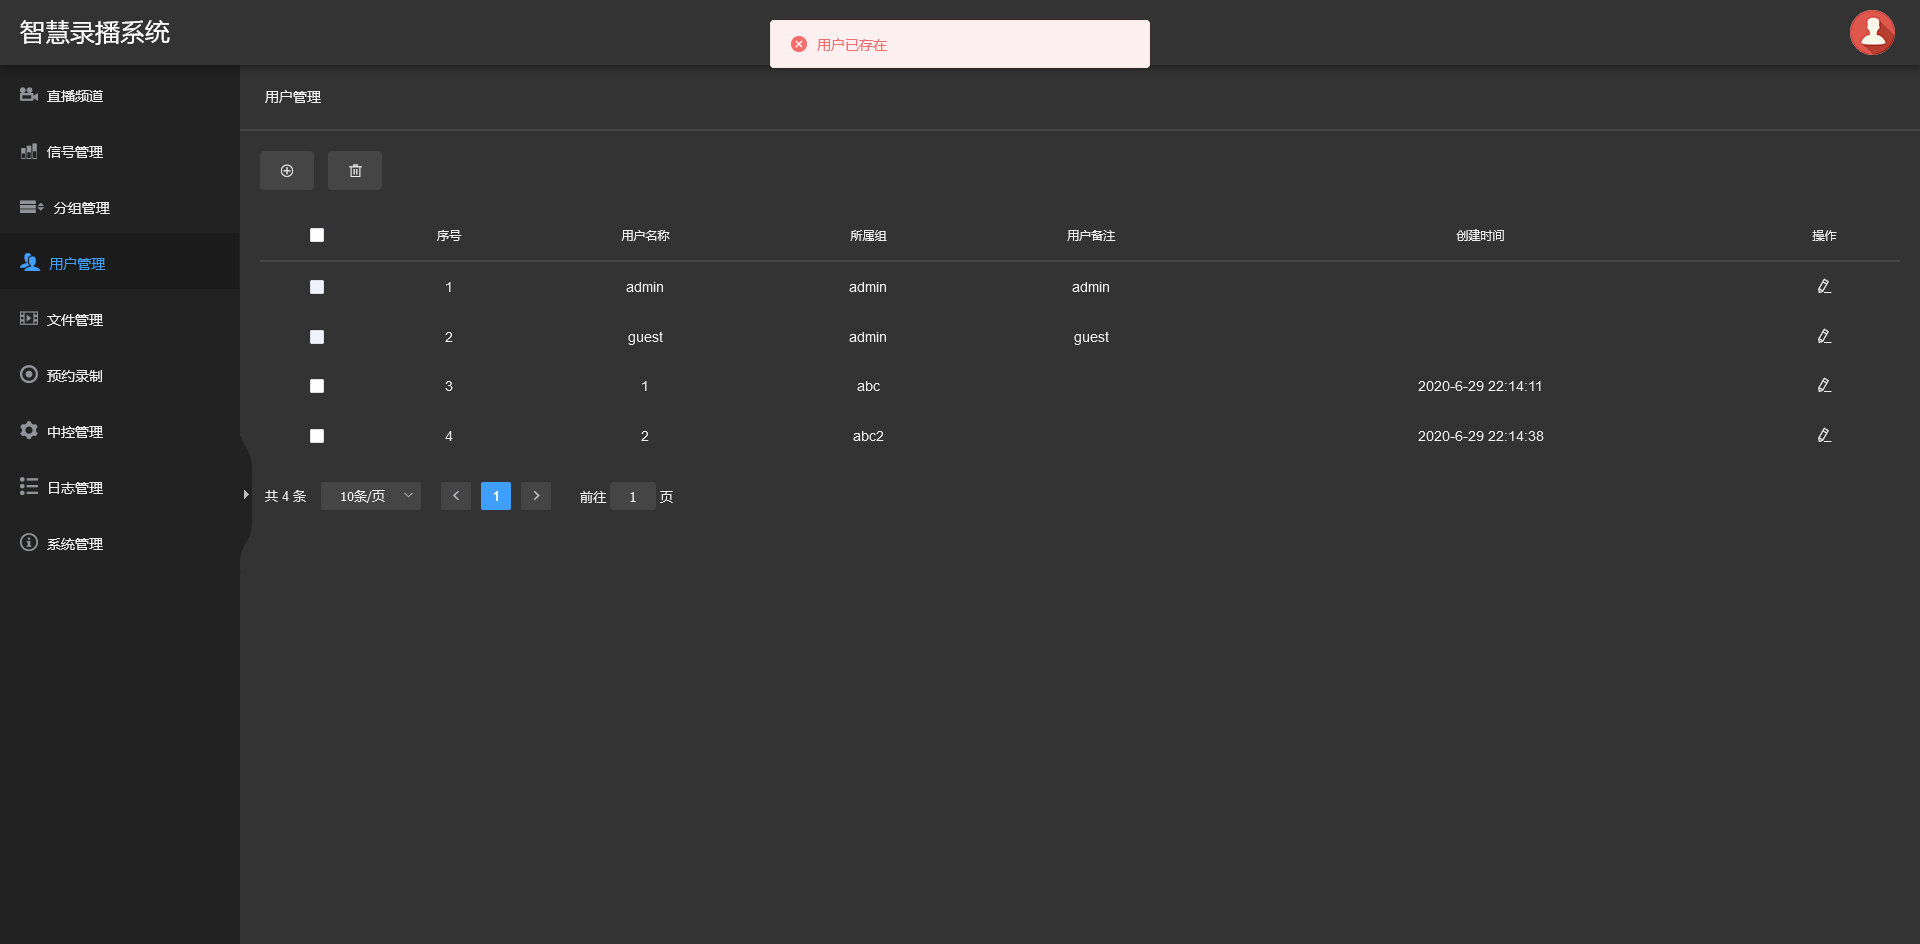 智慧录播系统
用户已存在
直播频道
信号管理
分组管理
用户管理
文件管理
预约录制
中控管理
日志管理
系统管理
用户管理
序号 用户名称 所属组 用户备注 创建时间 操作
1 admin admin admin
2 guest admin guest
3 1 abc 2020-6-29 22:14:11
4 2 abc2 2020-6-29 22:14:38
共 4 条 10条/页 1 前往 1 页